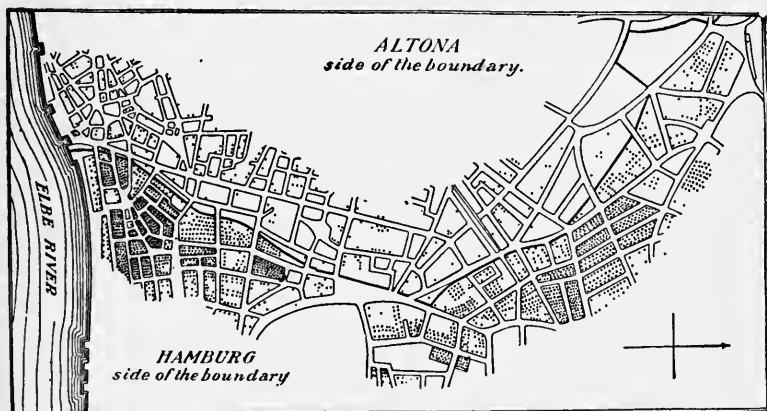 ALTONA
side of the boundary.
ELBE RIVER
HAMBURG
side of the boundary